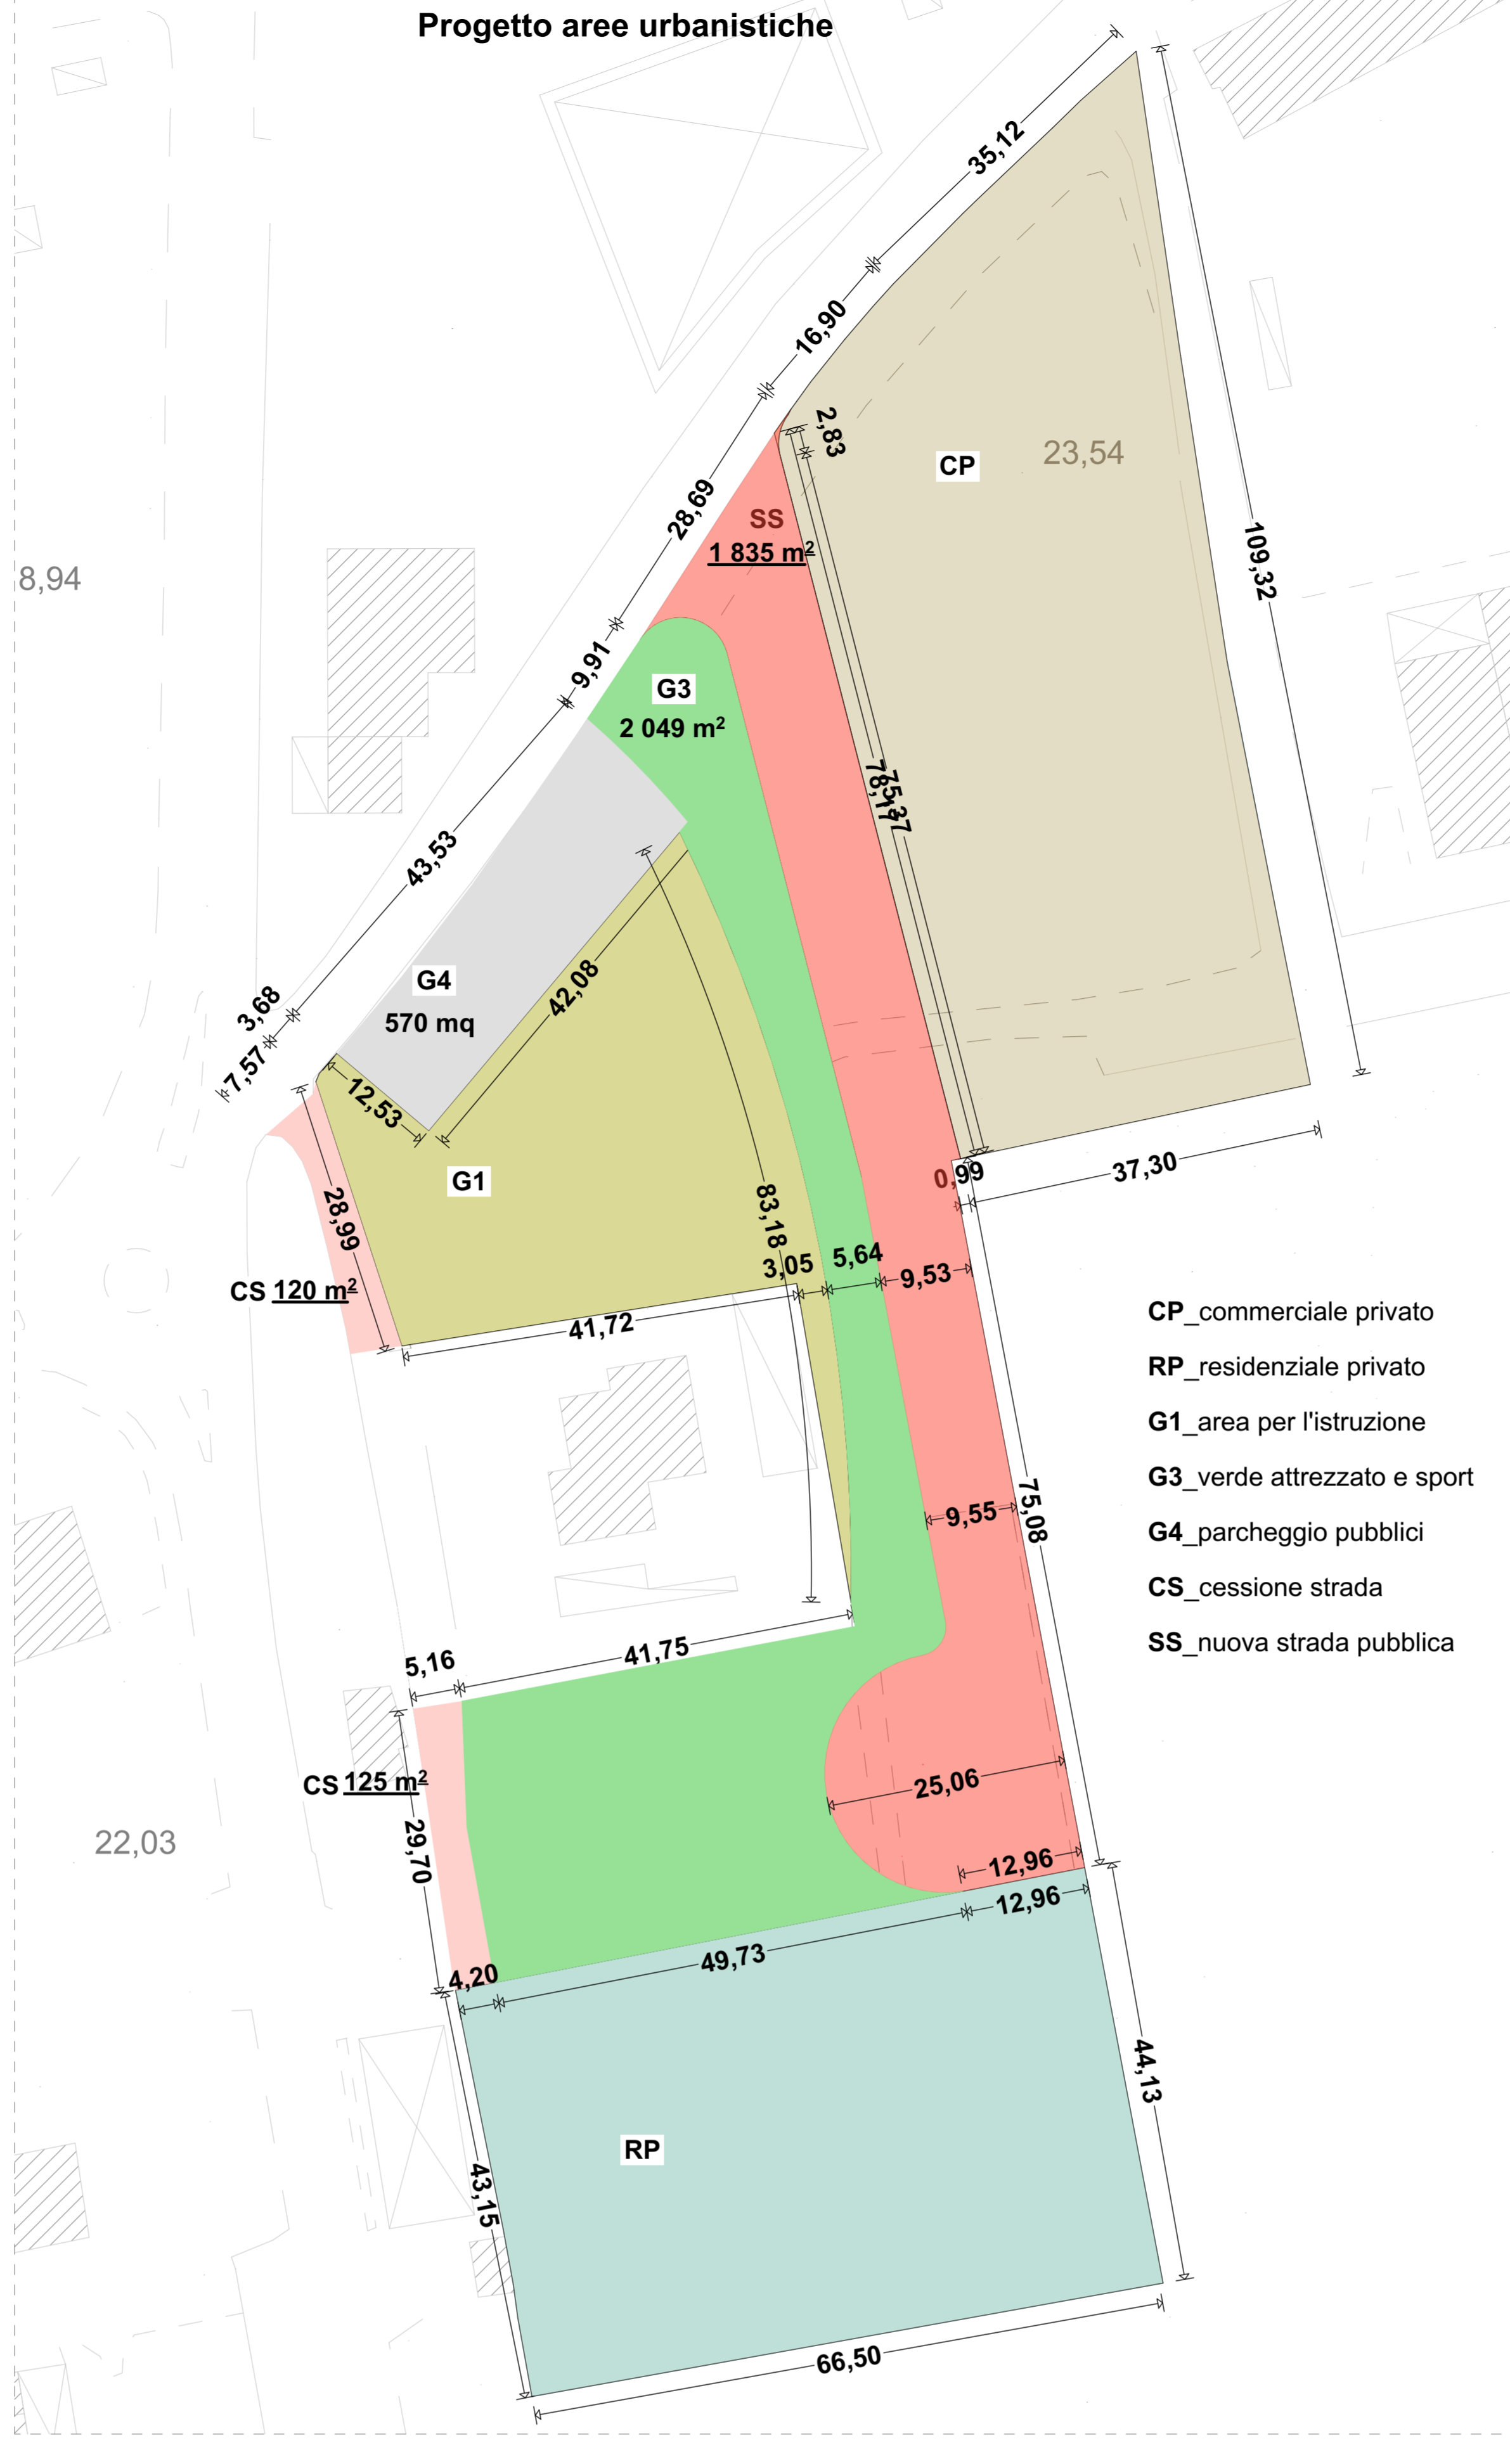 Progetto aree urbanistiche
35,12
16,90
2,83
CP
23,54
28,69
SS
1 835 m²
109,32
8,94
9,91
G3
2 049 m²
78,17
75,37
43,53
42,08
G4
570 mq
3,68
7,57
12,53
G1
0,99
37,30
28,99
83,18
3,05
5,64
9,53
CS 120 m²
41,72
CP_commerciale privato
RP_residenziale privato
G1_area per l'istruzione
G3_verde attrezzato e sport
G4_parcheggio pubblici
CS_cessione strada
SS_nuova strada pubblica
9,55
75,08
5,16
41,75
CS 125 m²
25,06
29,70
22,03
12,96
12,96
49,73
4,20
44,13
RP
43,15
66,50